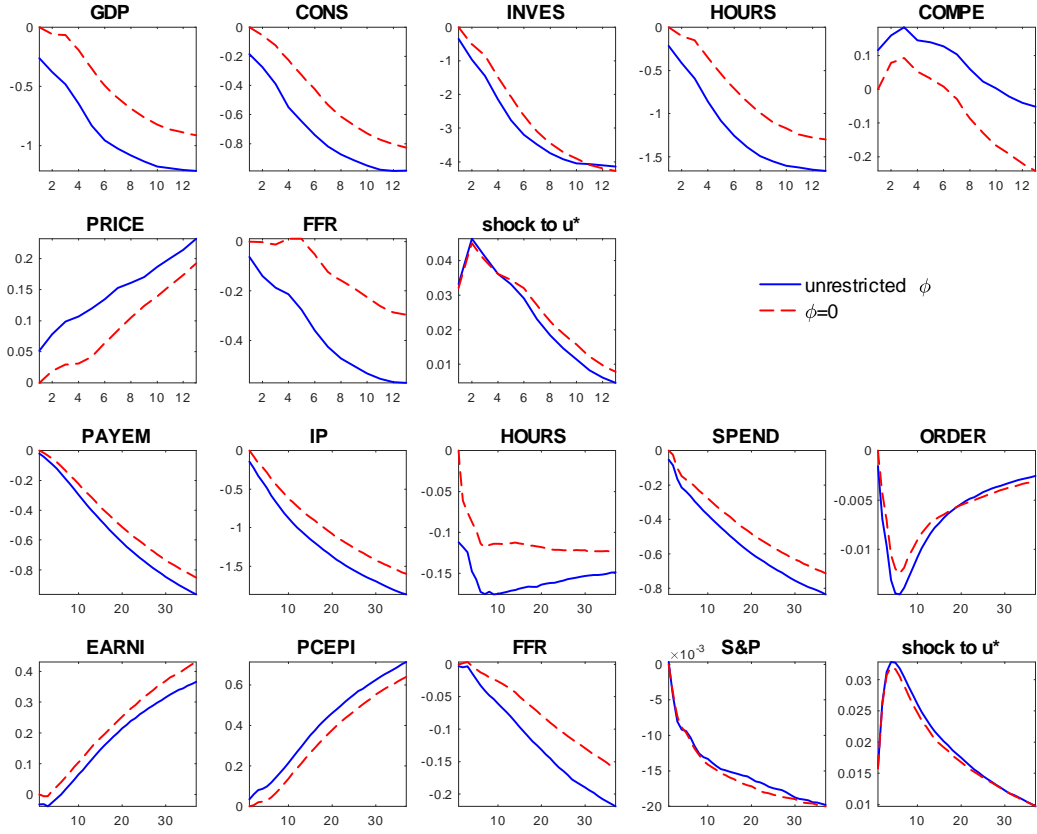 GDP CONS INVES HOURS COMPE
0 0 0 0 0.1
-0.5 -0.2 -1 -0.5 0
-1 -0.4 -2 -1 -0.1
-0.6 -3 -1.5 -0.2
-0.8 -4
2 4 6 8 10 12 2 4 6 8 10 12 2 4 6 8 10 12 2 4 6 8 10 12 2 4 6 8 10 12
PRICE FFR shock to u*
0.2 0 0.04
0.15 -0.2 0.03
0.1 -0.4 0.02
0.05 0.01
0
2 4 6 8 10 12 2 4 6 8 10 12 2 4 6 8 10 12
unrestricted ϕ
ϕ=0
PAYEM IP HOURS SPEND ORDER
0 0 0 0 0
-0.2 -0.5 -0.05 -0.2 -0.005
-0.4 -1 -0.1 -0.4 -0.01
-0.6 -1.5 -0.15 -0.6
-0.8 -0.8
10 20 30 10 20 30 10 20 30 10 20 30 10 20 30
EARNI PCEPI FFR S&P shock to u*
×10⁻³
0.4 0.6 0 0 0.03
0.3 0.4 -0.05 -5 0.025
0.2 0.2 -0.1 -10 0.02
0.1 0 -0.15 -15 0.015
0 -0.2 -20 0.01
10 20 30 10 20 30 10 20 30 10 20 30 10 20 30